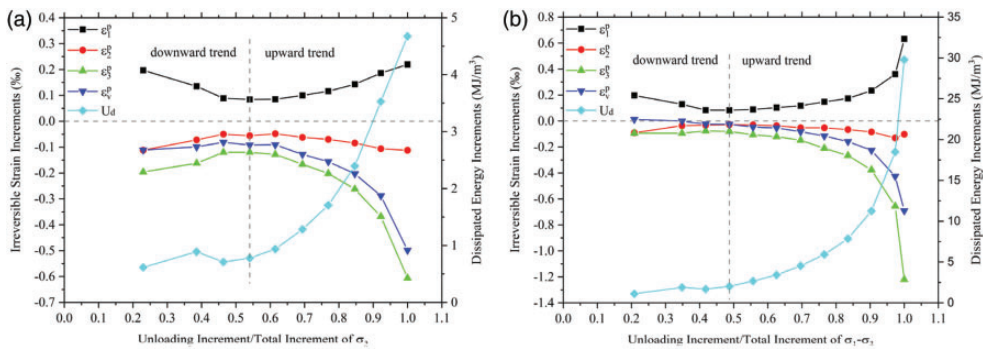 (a)
0.4
0.3
0.2
0.1
0.0
-0.1
-0.2
-0.3
-0.4
-0.5
-0.6
-0.7
Irreversible Strain Increments (‰)
ε₁ᵖ
ε₂ᵖ
ε₃ᵖ
εᵥᵖ
U_d
downward trend
upward trend
5
4
3
2
1
0
Dissipated Energy Increments (MJ/m³)
0.0 0.1 0.2 0.3 0.4 0.5 0.6 0.7 0.8 0.9 1.0
Unloading Increment/Total Increment of σ₃
(b)
0.8
0.6
0.4
0.2
0.0
-0.2
-0.4
-0.6
-0.8
-1.0
-1.2
-1.4
Irreversible Strain Increments (‰)
ε₁ᵖ
ε₂ᵖ
ε₃ᵖ
εᵥᵖ
U_d
downward trend
upward trend
35
30
25
20
15
10
5
0
Dissipated Energy Increments (MJ/m³)
0.0 0.1 0.2 0.3 0.4 0.5 0.6 0.7 0.8 0.9 1.0 1.1
Unloading Increment/Total Increment of σ₁-σ₃